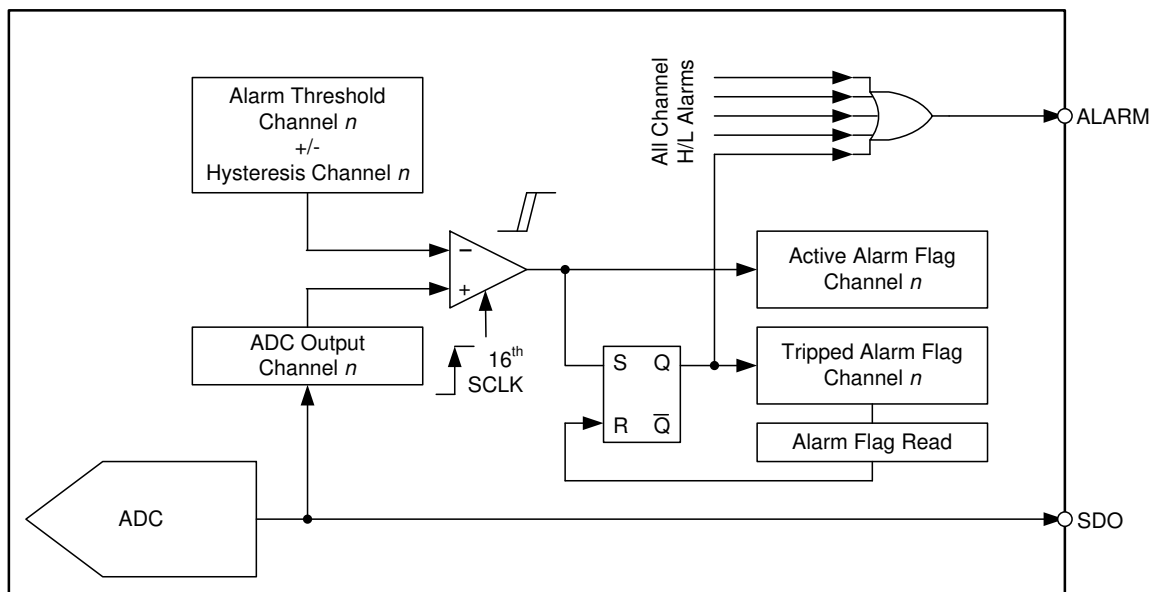 Alarm Threshold
Channel n
+/-
Hysteresis Channel n
All Channel
H/L Alarms
ALARM
−
+
Active Alarm Flag
Channel n
ADC Output
Channel n
16th
SCLK
S Q
R Q̅
Tripped Alarm Flag
Channel n
Alarm Flag Read
ADC
SDO